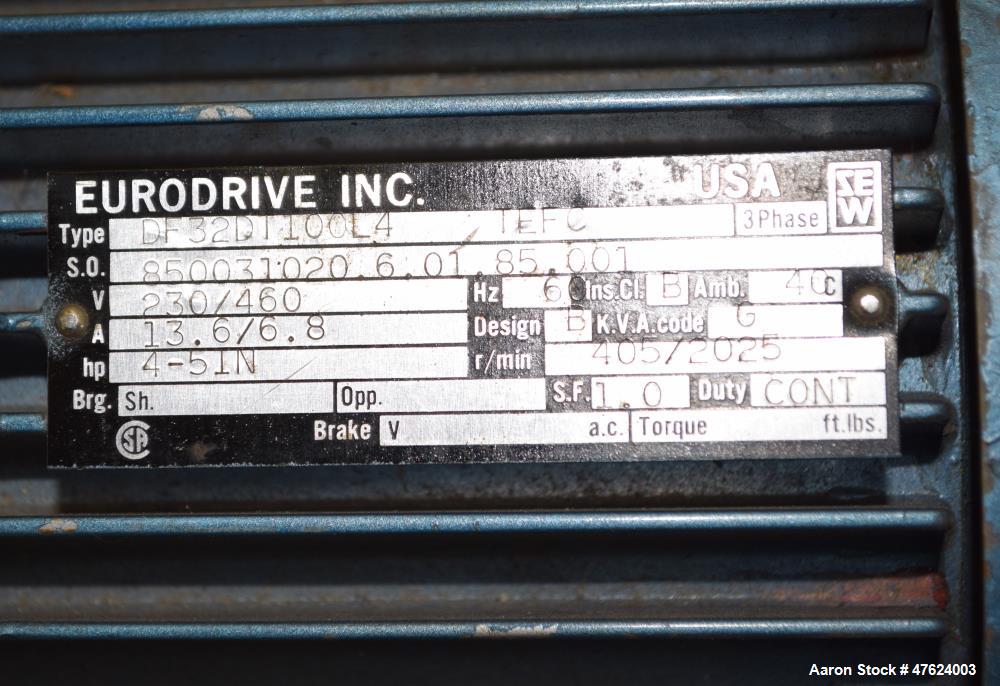 EURODRIVE INC. USA SEW
Type DF32DT100L4 TEFC 3Phase
S.O. 850031020.6.01.85.001
V 230/460 Hz 60 Ins.Cl. B Amb. 40C
A 13.6/6.8 Design B K.V.A.code G
hp 4-5IN r/min 405/2025
Brg. Sh. Opp. S.F. 1.0 Duty CONT
SA Brake V a.c. Torque ft.lbs.
Aaron Stock # 47624003